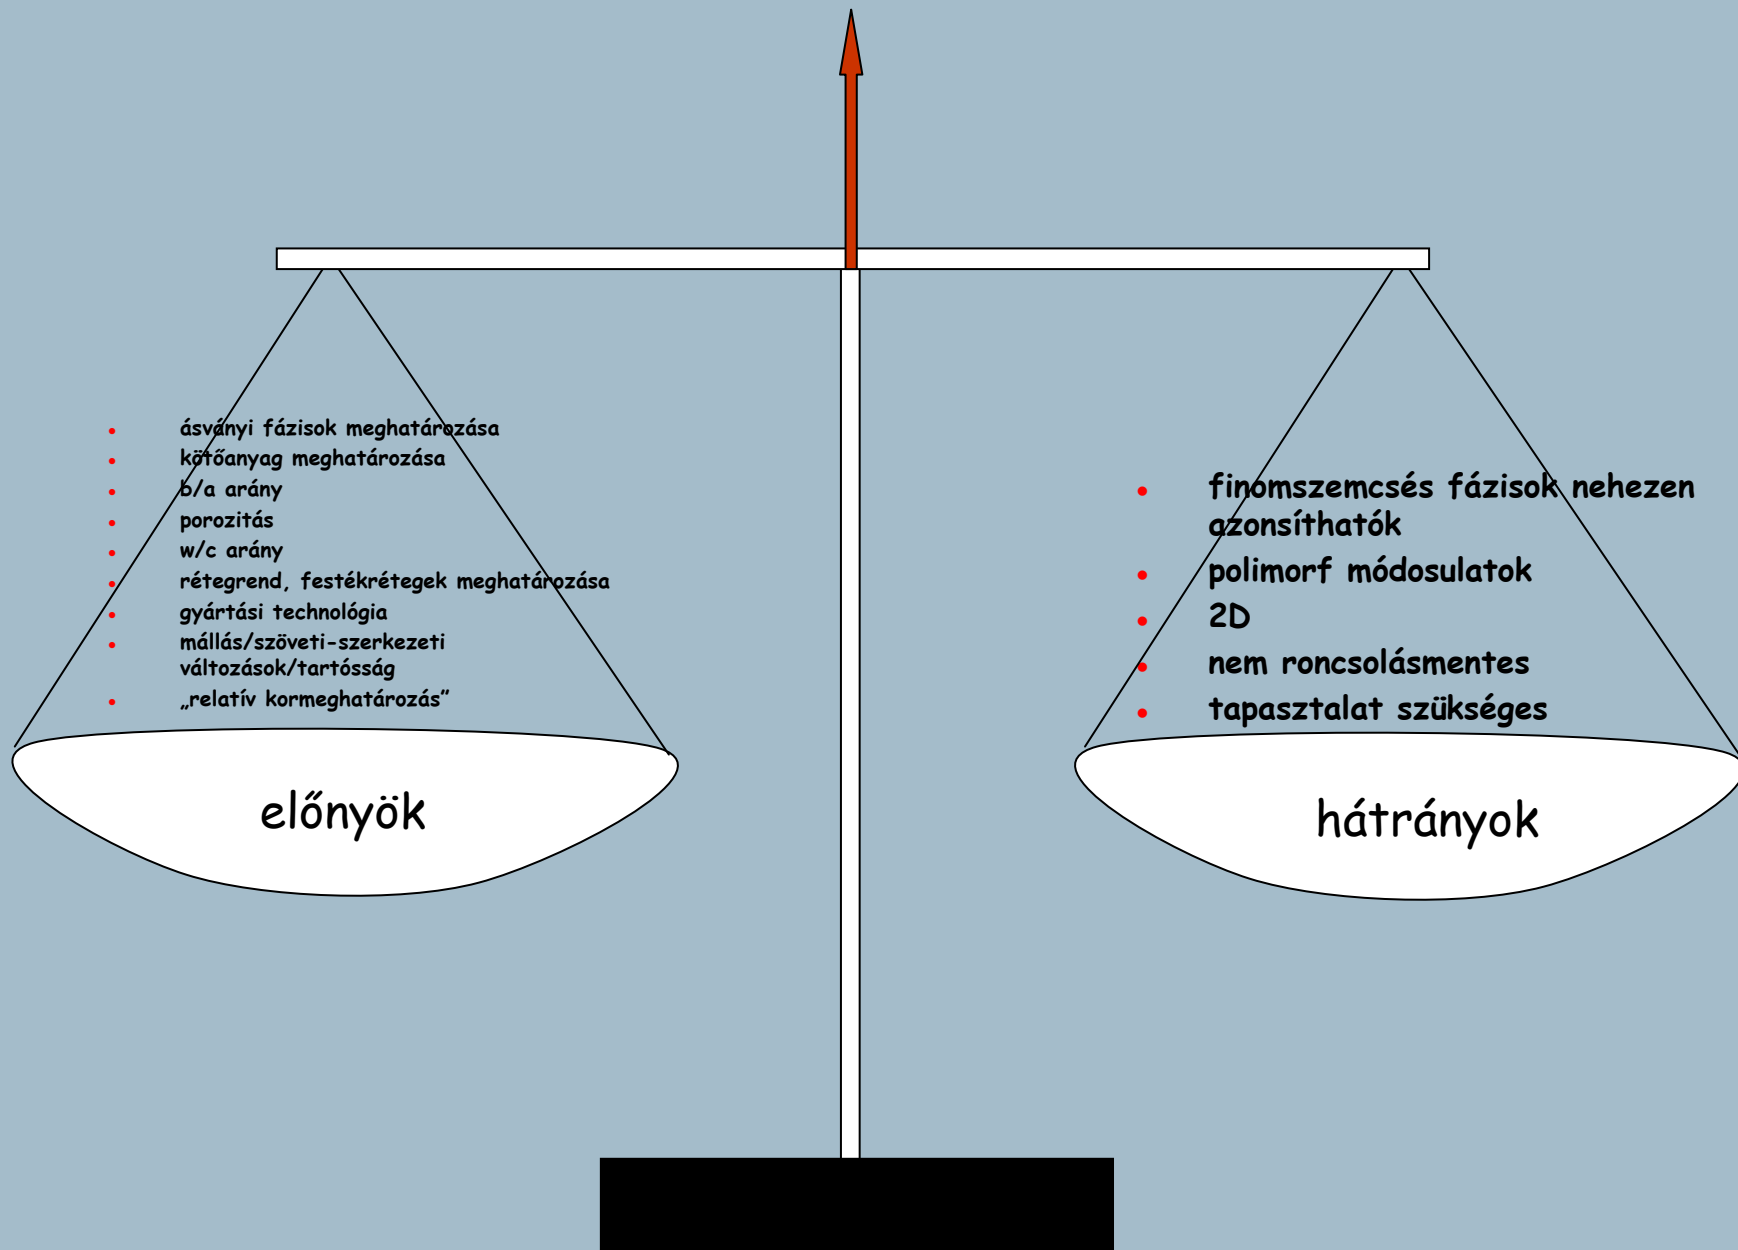 • ásványi fázisok meghatározása
• kötőanyag meghatározása
• b/a arány
• porozitás
• w/c arány
• rétegrend, festékrétegek meghatározása
• gyártási technológia
• mállás/szöveti-szerkezeti
változások/tartósság
• „relatív kormeghatározás”
előnyök
• finomszemcsés fázisok nehezen
azonsíthatók
• polimorf módosulatok
• 2D
• nem roncsolásmentes
• tapasztalat szükséges
hátrányok